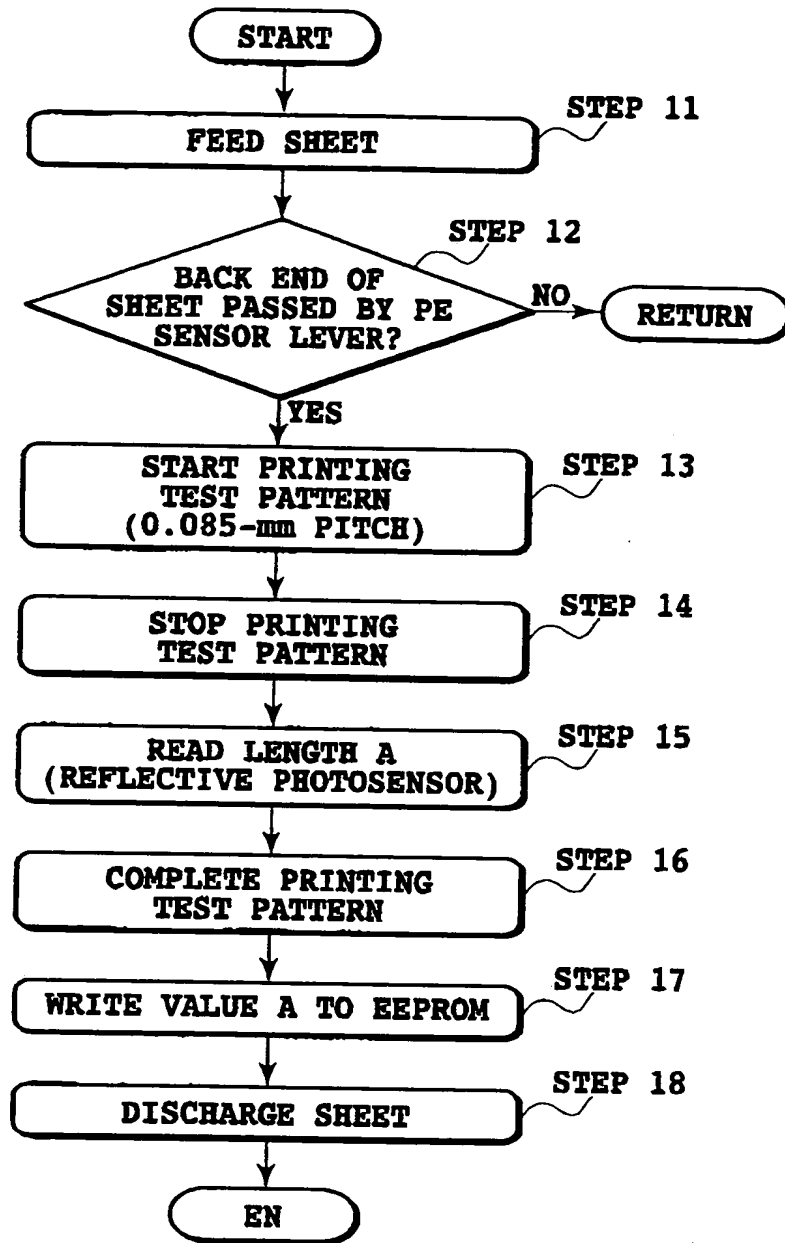 START
STEP 11
FEED SHEET
STEP 12
BACK END OF
SHEET PASSED BY PE
SENSOR LEVER?
NO
RETURN
YES
START PRINTING
TEST PATTERN
(0.085-mm PITCH)
STEP 13
STOP PRINTING
TEST PATTERN
STEP 14
READ LENGTH A
(REFLECTIVE PHOTOSENSOR)
STEP 15
COMPLETE PRINTING
TEST PATTERN
STEP 16
WRITE VALUE A TO EEPROM
STEP 17
DISCHARGE SHEET
STEP 18
EN